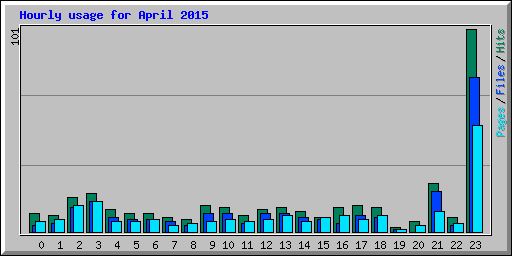 Hourly usage for April 2015
101
Pages/Files/Hits
0 1 2 3 4 5 6 7 8 9 10 11 12 13 14 15 16 17 18 19 20 21 22 23